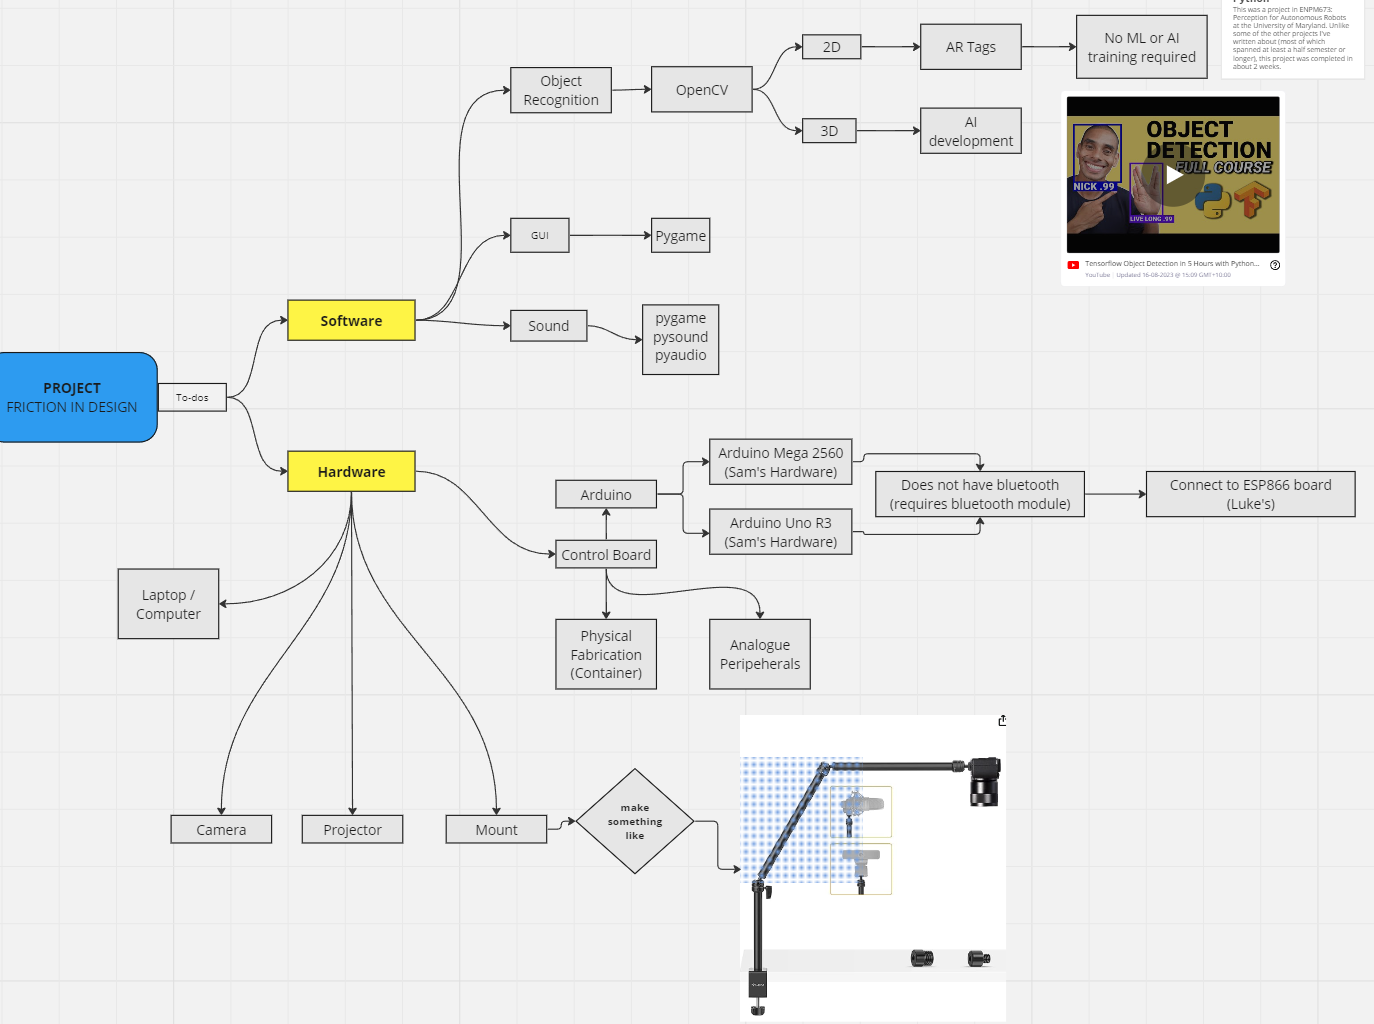 Python
This was a project in ENPM673:
Perception for Autonomous Robots
at the University of Maryland. Unlike
some of the other projects I've
written about (most of which
spanned at least a half semester or
longer), this project was completed in
about 2 weeks.
2D
AR Tags
No ML or AI
training required
Object
Recognition
OpenCV
3D
AI
development
OBJECT
DETECTION
FULL COURSE
NICK .99
LIVE LONG .99
Tensorflow Object Detection in 5 Hours with Python...
YouTube
Updated 16-08-2023 @ 15:09 GMT+10:00
GUI
Pygame
Software
Sound
pygame
pysound
pyaudio
PROJECT
FRICTION IN DESIGN
To-dos
Hardware
Arduino
Arduino Mega 2560
(Sam's Hardware)
Arduino Uno R3
(Sam's Hardware)
Does not have bluetooth
(requires bluetooth module)
Connect to ESP866 board
(Luke's)
Control Board
Laptop /
Computer
Physical
Fabrication
(Container)
Analogue
Peripeherals
Camera
Projector
Mount
make
something
like